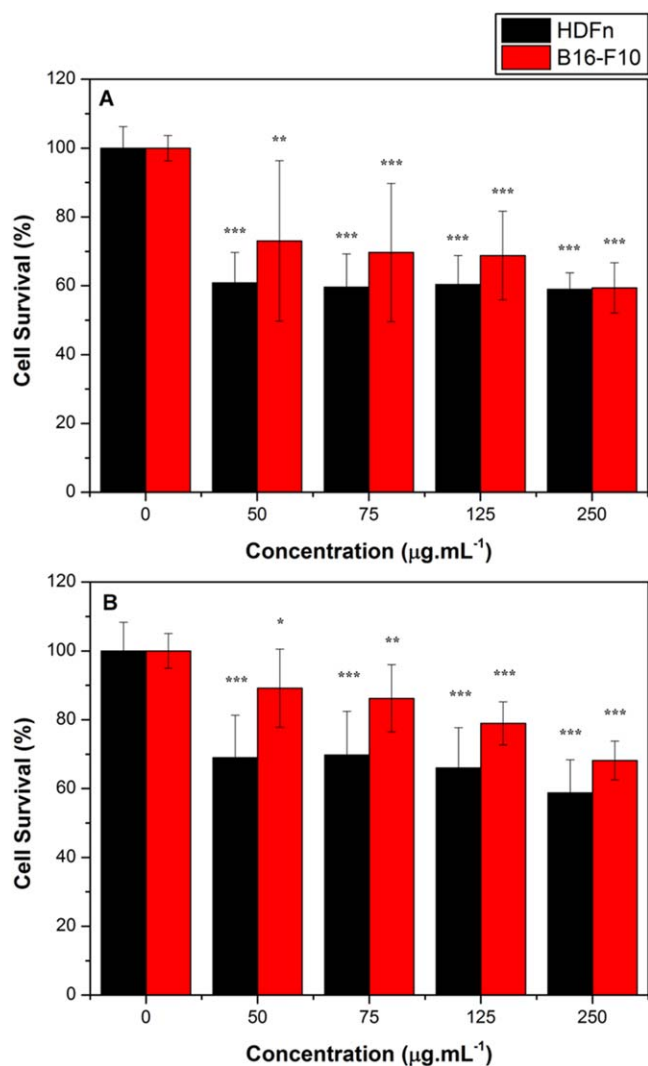 HDFn
B16-F10
A
120
100
80
60
40
20
0
Cell Survival (%)
** 
*** *** *** *** *** *** ***
0 50 75 125 250
Concentration (µg.mL⁻¹)
B
120
100
80
60
40
20
0
Cell Survival (%)
*
*** *** ** *** *** *** ***
0 50 75 125 250
Concentration (µg.mL⁻¹)